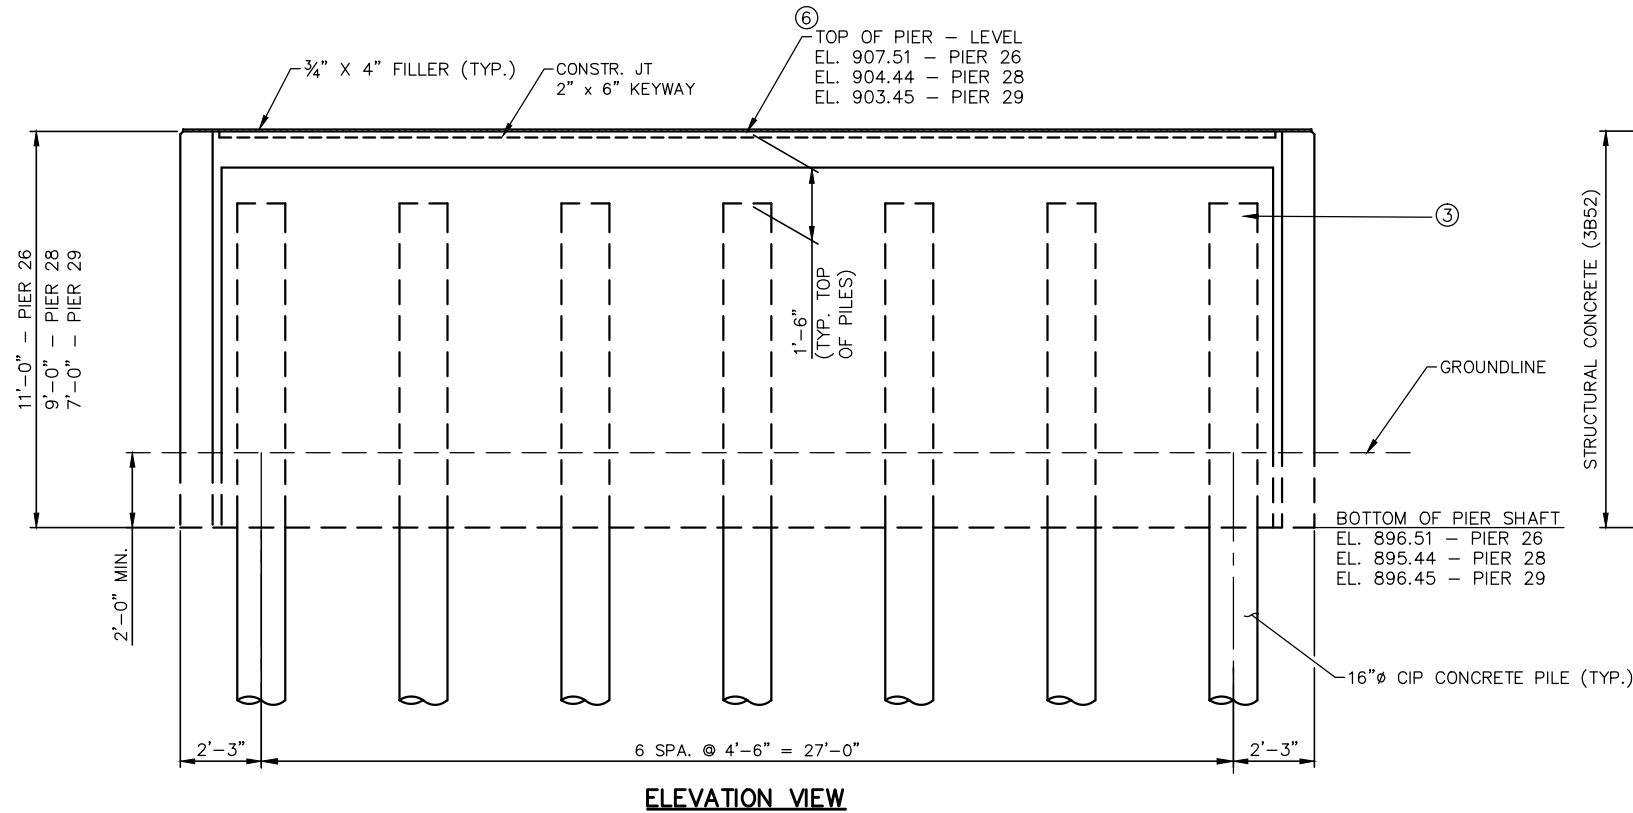 ⑥
TOP OF PIER – LEVEL
EL. 907.51 – PIER 26
EL. 904.44 – PIER 28
EL. 903.45 – PIER 29
¾" X 4" FILLER (TYP.)
CONSTR. JT
2" x 6" KEYWAY
11'-0" – PIER 26
9'-0" – PIER 28
7'-0" – PIER 29
③
1'-6"
(TYP. TOP
OF PILES)
GROUNDLINE
STRUCTURAL CONCRETE (3B52)
2'-0" MIN.
BOTTOM OF PIER SHAFT
EL. 896.51 – PIER 26
EL. 895.44 – PIER 28
EL. 896.45 – PIER 29
16"ø CIP CONCRETE PILE (TYP.)
2'-3"
6 SPA. @ 4'-6" = 27'-0"
2'-3"
ELEVATION VIEW